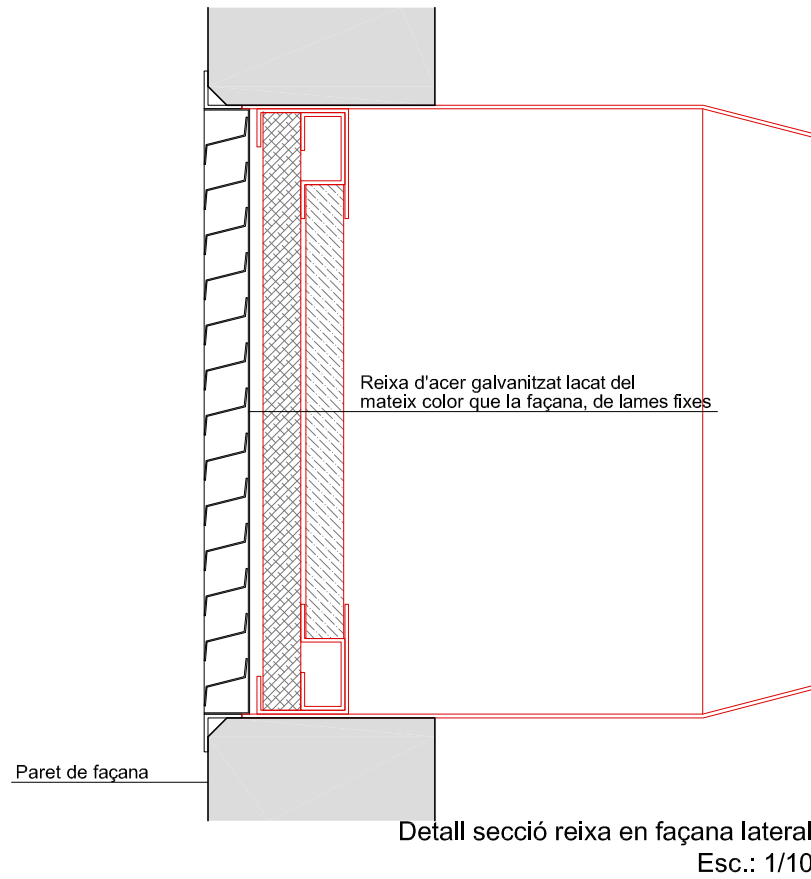 Reixa d'acer galvanitzat lacat del
mateix color que la façana, de lames fixes
Paret de façana
Detall secció reixa en façana lateral
Esc.: 1/10